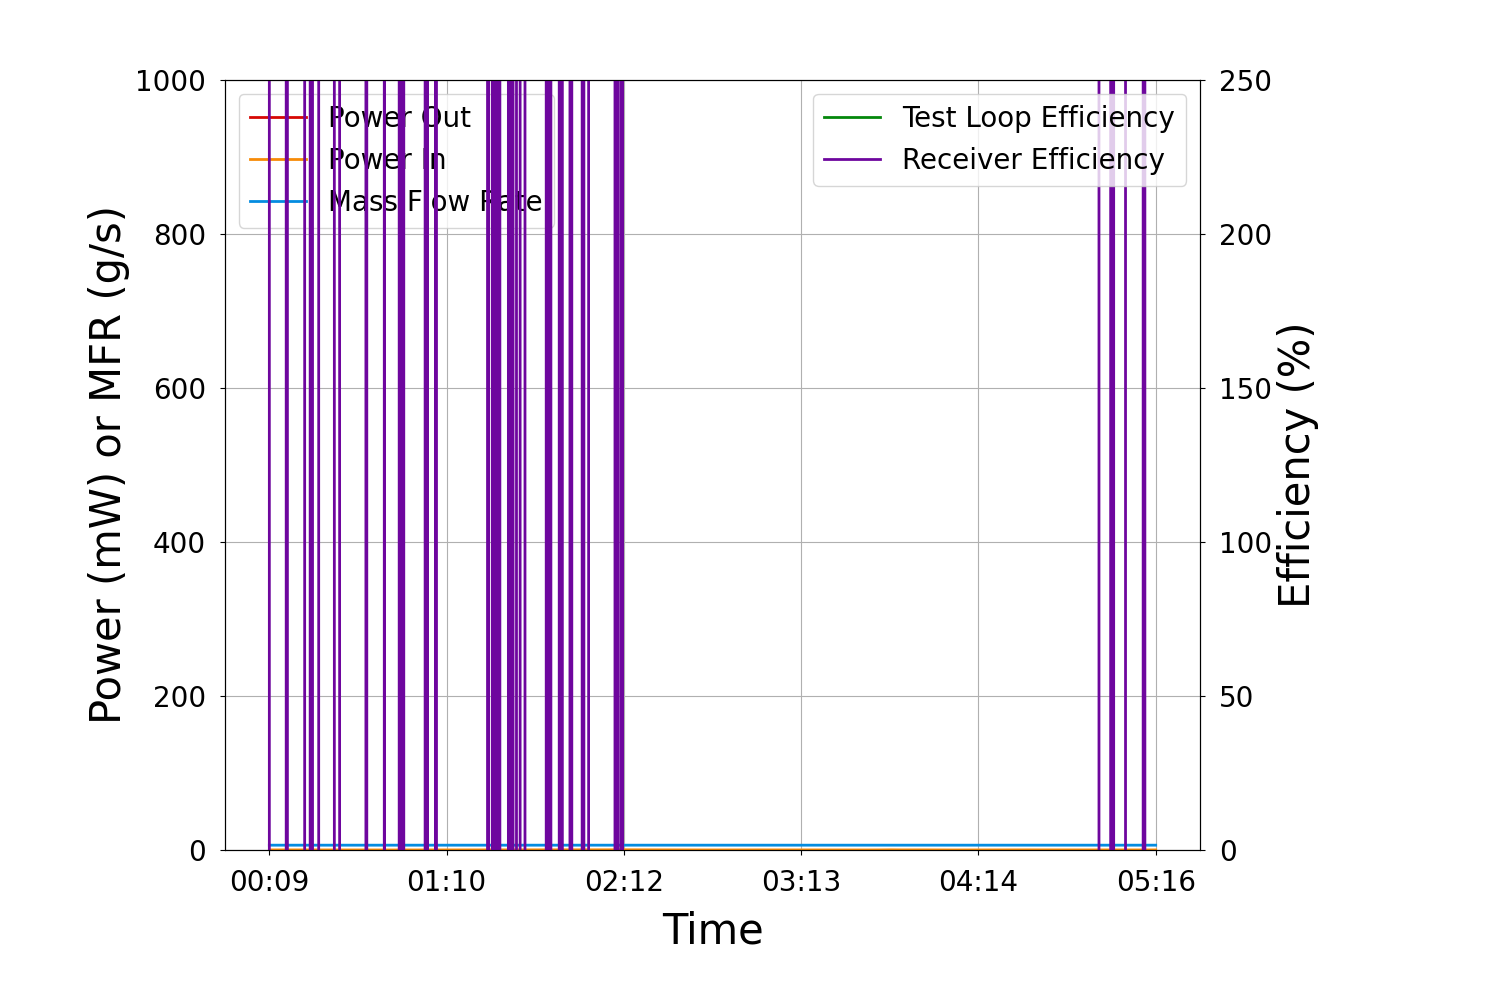 Power Out
Power In
Mass Flow Rate
Test Loop Efficiency
Receiver Efficiency
1000
800
600
400
200
0
Power (mW) or MFR (g/s)
250
200
150
100
50
0
Efficiency (%)
00:09 01:10 02:12 03:13 04:14 05:16
Time